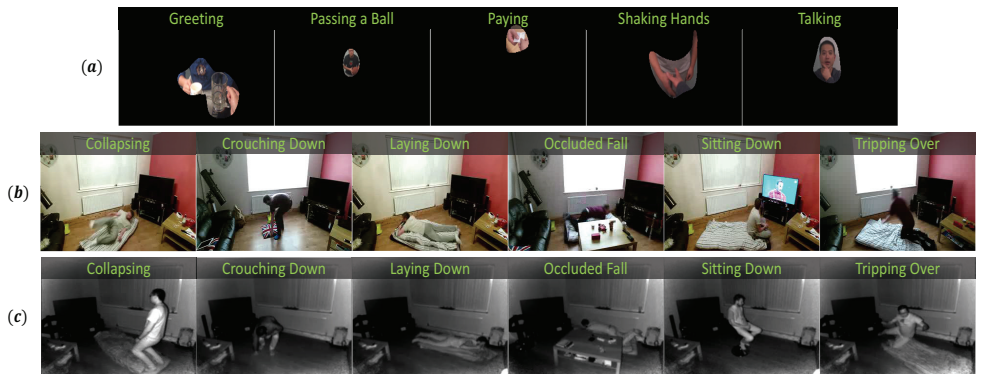 Greeting Passing a Ball Paying Shaking Hands Talking
(a)
Collapsing Crouching Down Laying Down Occluded Fall Sitting Down Tripping Over
(b)
Collapsing Crouching Down Laying Down Occluded Fall Sitting Down Tripping Over
(c)